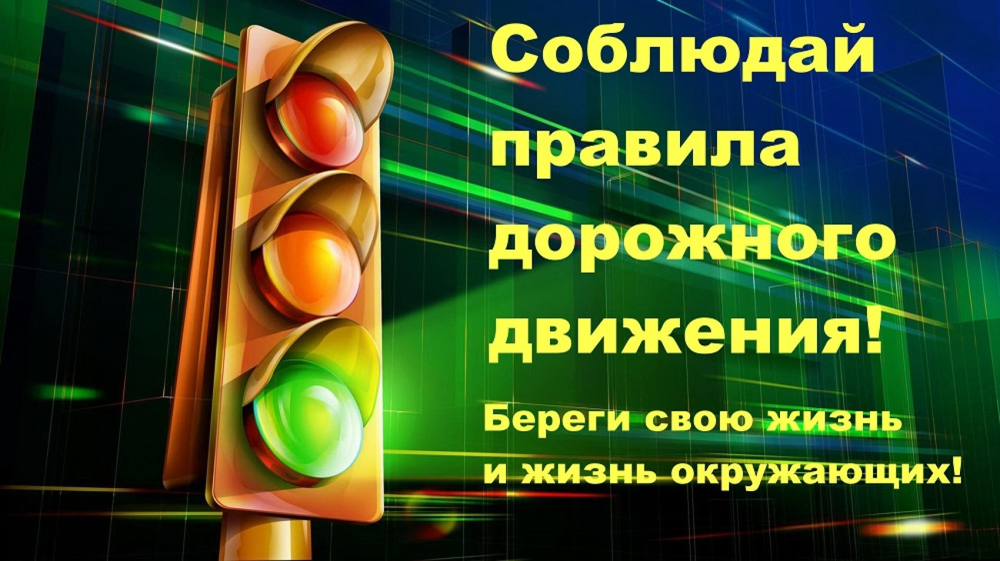 Соблюдай
правила
дорожного
движения!
Береги свою жизнь
и жизнь окружающих!